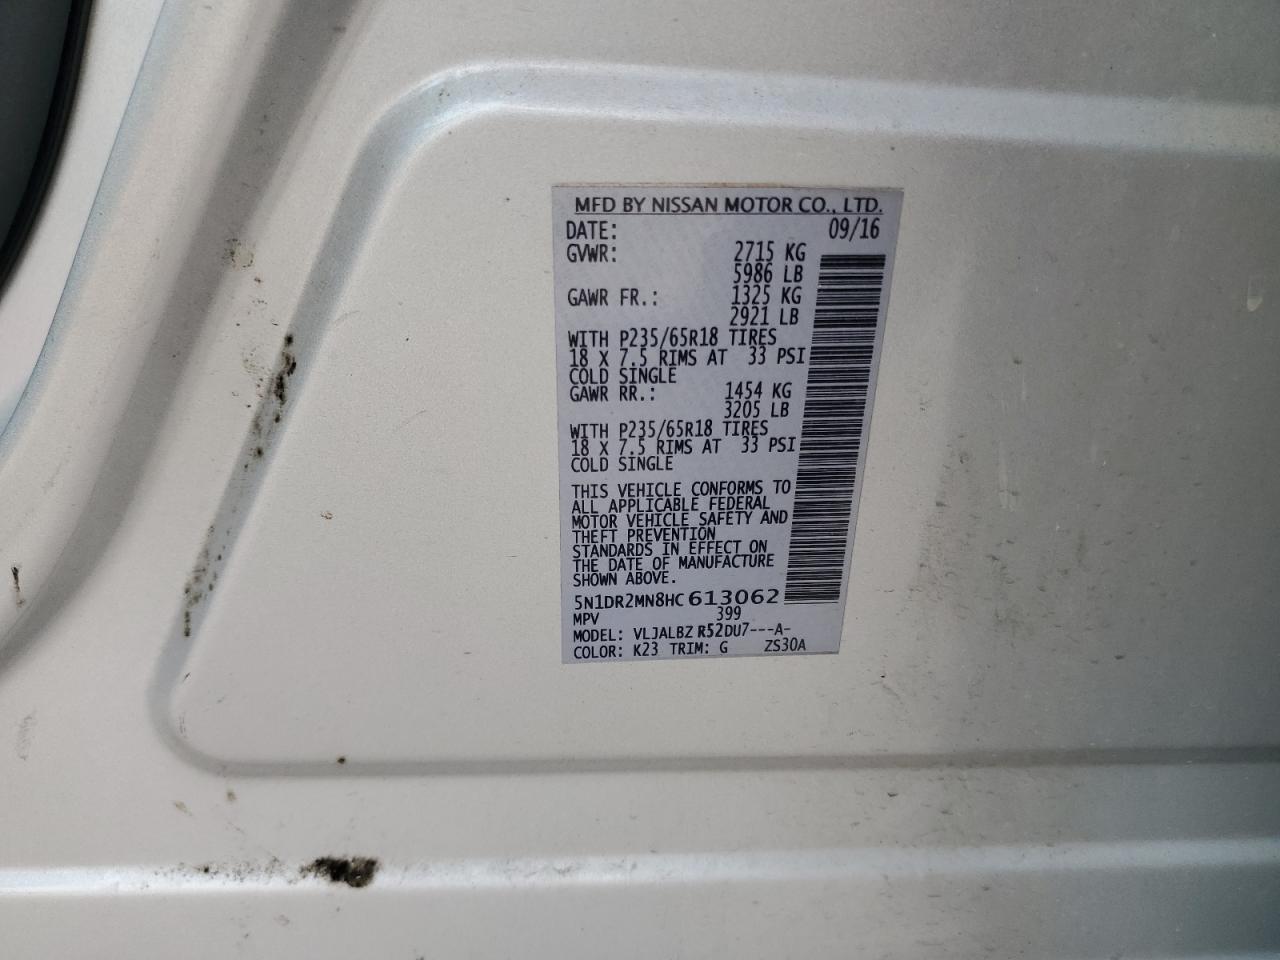 MFD BY NISSAN MOTOR CO., LTD.
DATE: 09/16
GVWR: 2715 KG
5986 LB
GAWR FR.: 1325 KG
2921 LB
WITH P235/65R18 TIRES
18 X 7.5 RIMS AT 33 PSI
COLD SINGLE
GAWR RR.: 1454 KG
3205 LB
WITH P235/65R18 TIRES
18 X 7.5 RIMS AT 33 PSI
COLD SINGLE
THIS VEHICLE CONFORMS TO
ALL APPLICABLE FEDERAL
MOTOR VEHICLE SAFETY AND
THEFT PREVENTION
STANDARDS IN EFFECT ON
THE DATE OF MANUFACTURE
SHOWN ABOVE.
5N1DR2MN8HC613062
MPV 399
MODEL: VLJALBZ R52DU7---A-
COLOR: K23 TRIM: G ZS30A